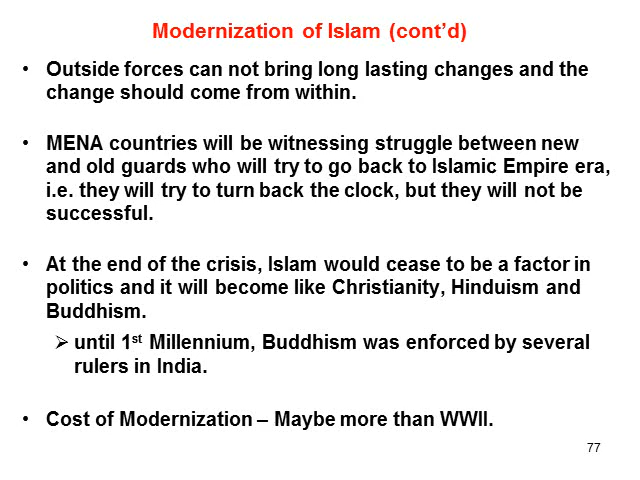 Modernization of Islam (cont’d)
• Outside forces can not bring long lasting changes and the
change should come from within.
• MENA countries will be witnessing struggle between new
and old guards who will try to go back to Islamic Empire era,
i.e. they will try to turn back the clock, but they will not be
successful.
• At the end of the crisis, Islam would cease to be a factor in
politics and it will become like Christianity, Hinduism and
Buddhism.
➢ until 1st Millennium, Buddhism was enforced by several
rulers in India.
• Cost of Modernization – Maybe more than WWII.
77